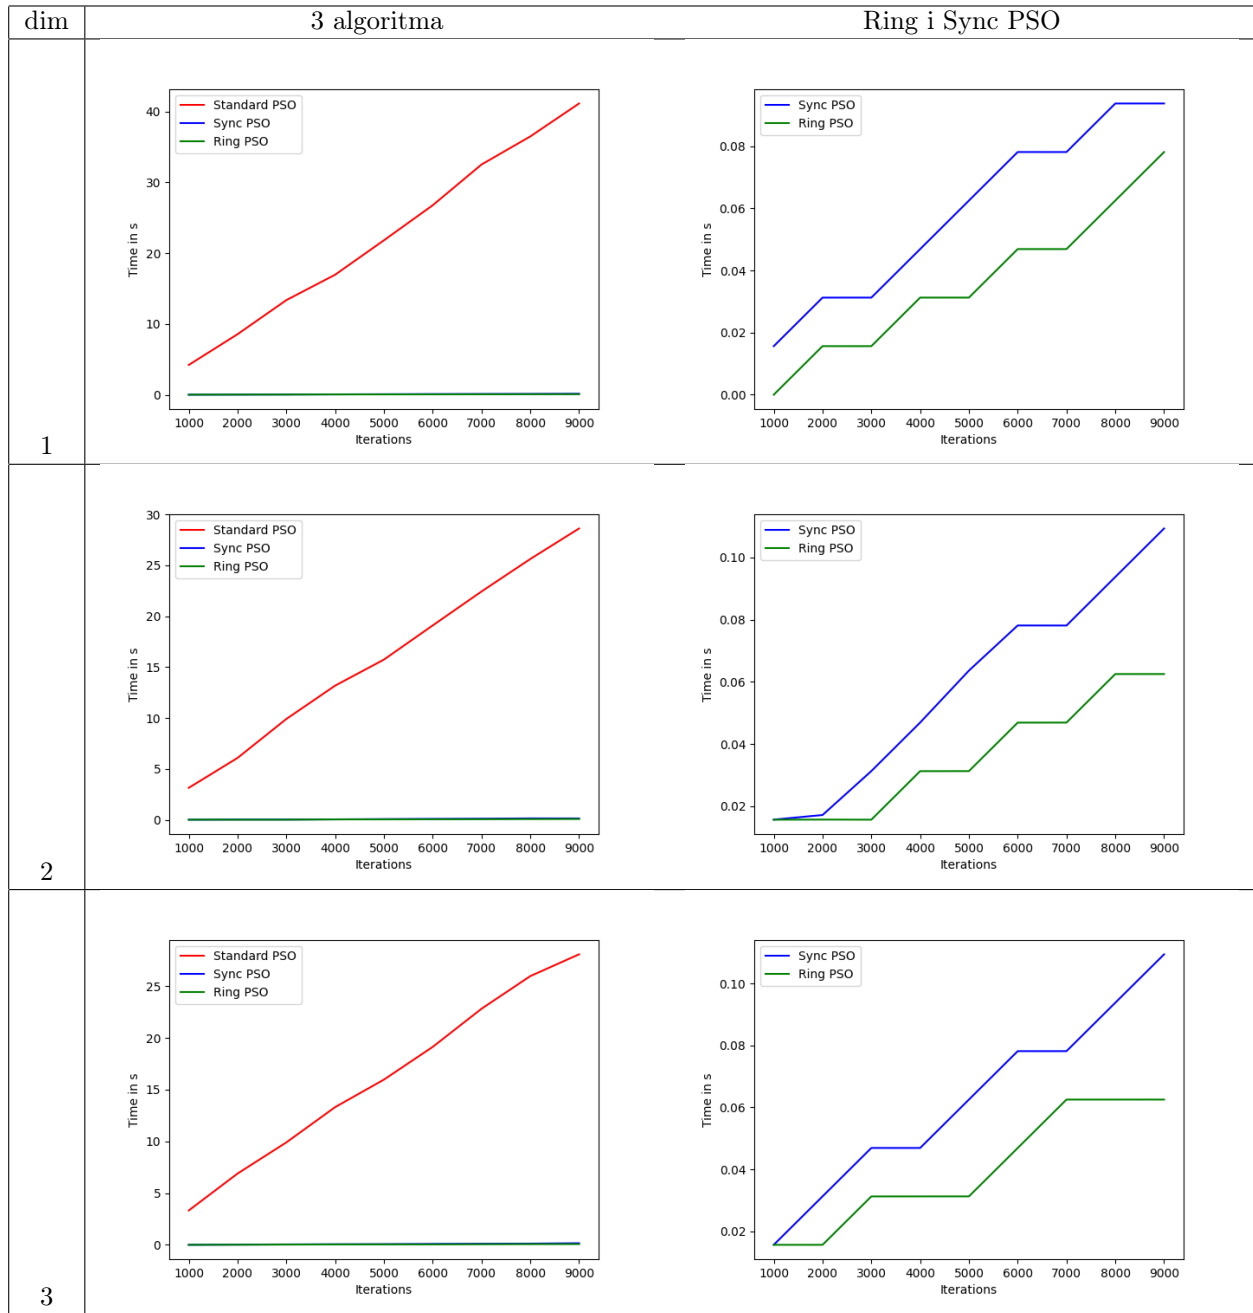 dim 3 algoritma Ring i Sync PSO
Standard PSO
Sync PSO
Ring PSO
40
30
20
10
0
Time in s
1000 2000 3000 4000 5000 6000 7000 8000 9000
Iterations
Sync PSO
Ring PSO
0.08
0.06
0.04
0.02
0.00
Time in s
1000 2000 3000 4000 5000 6000 7000 8000 9000
Iterations
1
Standard PSO
Sync PSO
Ring PSO
30
25
20
15
10
5
0
Time in s
1000 2000 3000 4000 5000 6000 7000 8000 9000
Iterations
Sync PSO
Ring PSO
0.10
0.08
0.06
0.04
0.02
Time in s
1000 2000 3000 4000 5000 6000 7000 8000 9000
Iterations
2
Standard PSO
Sync PSO
Ring PSO
25
20
15
10
5
0
Time in s
1000 2000 3000 4000 5000 6000 7000 8000 9000
Iterations
Sync PSO
Ring PSO
0.10
0.08
0.06
0.04
0.02
Time in s
1000 2000 3000 4000 5000 6000 7000 8000 9000
Iterations
3